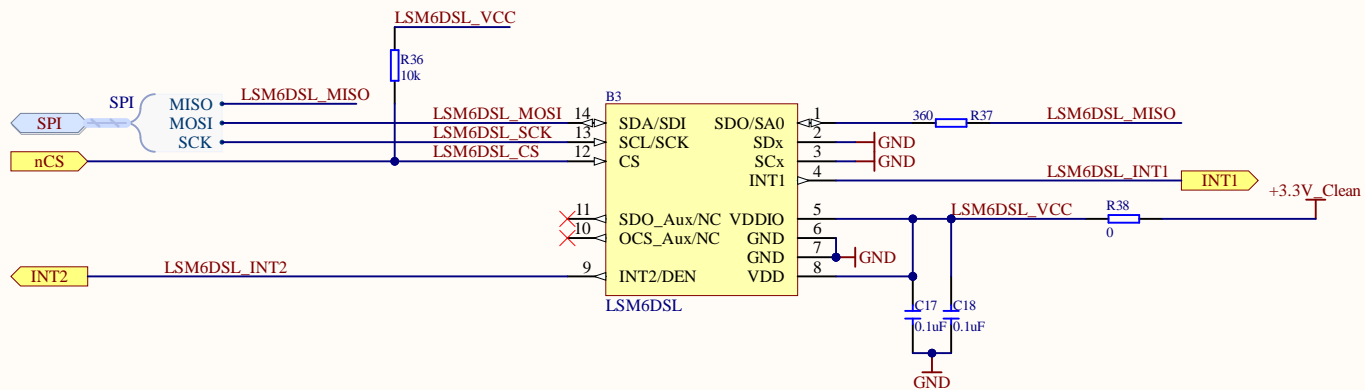 LSM6DSL_VCC
R36
10k
SPI
MISO
LSM6DSL_MISO
SPI
MOSI
LSM6DSL_MOSI
SCK
LSM6DSL_SCK
nCS
LSM6DSL_CS
B3
14
SDA/SDI
13
SCL/SCK
12
CS
11
SDO_Aux/NC
10
OCS_Aux/NC
9
INT2/DEN
INT2
LSM6DSL_INT2
SDO/SA0
1
360
R37
LSM6DSL_MISO
SDx
2
GND
SCx
3
GND
INT1
4
LSM6DSL_INT1
INT1
VDDIO
5
LSM6DSL_VCC
R38
0
+3.3V_Clean
GND
6
GND
7
GND
VDD
8
LSM6DSL
C17
0.1uF
C18
0.1uF
GND